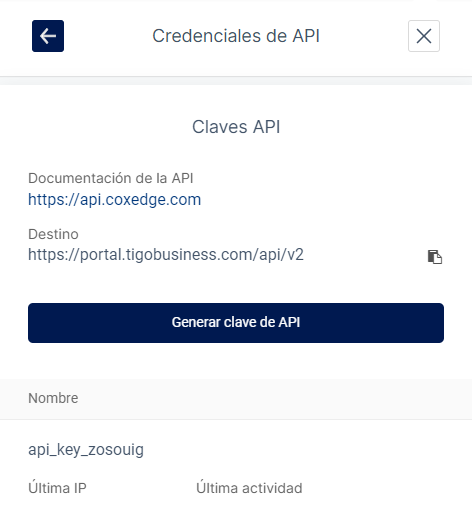 Credenciales de API
Claves API
Documentación de la API
https://api.coxedge.com
Destino
https://portal.tigobusiness.com/api/v2
Generar clave de API
Nombre
api_key_zosouig
Última IP Última actividad